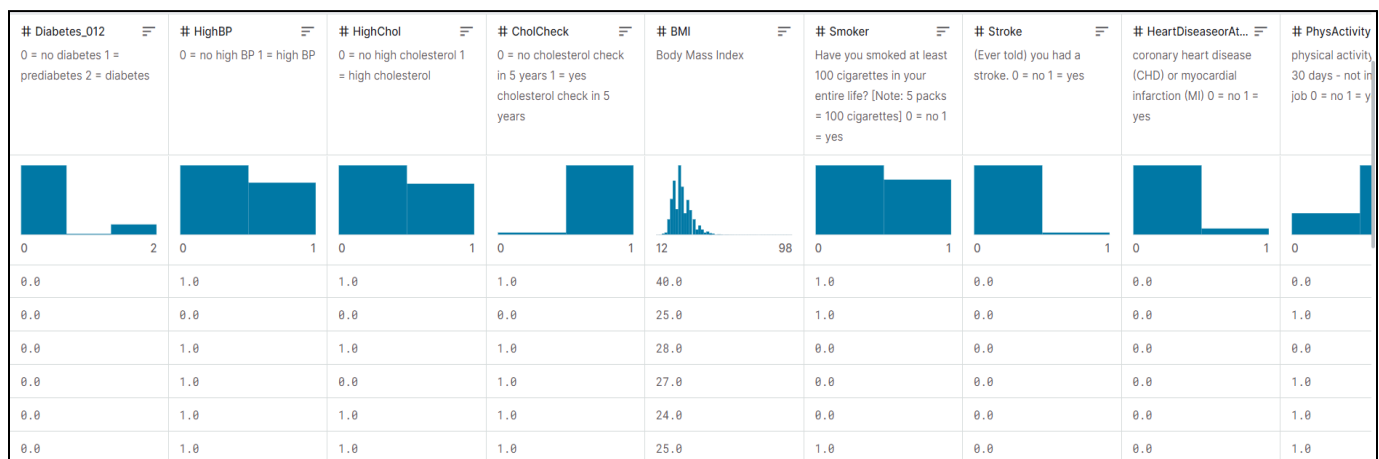 # Diabetes_012 # HighBP # HighChol # CholCheck # BMI # Smoker # Stroke # HeartDiseaseorAt... # PhysActivity
0 = no diabetes 1 =
prediabetes 2 = diabetes
0 = no high BP 1 = high BP
0 = no high cholesterol 1
= high cholesterol
0 = no cholesterol check
in 5 years 1 = yes
cholesterol check in 5
years
Body Mass Index
Have you smoked at least
100 cigarettes in your
entire life? [Note: 5 packs
= 100 cigarettes] 0 = no 1
= yes
(Ever told) you had a
stroke. 0 = no 1 = yes
coronary heart disease
(CHD) or myocardial
infarction (MI) 0 = no 1 =
yes
physical activity
30 days - not in
job 0 = no 1 = y
0 2 0 1 0 1 0 1 12 98 0 1 0 1 0 1 0
0.0 1.0 1.0 1.0 40.0 1.0 0.0 0.0 0.0
0.0 0.0 0.0 0.0 25.0 1.0 0.0 0.0 1.0
0.0 1.0 1.0 1.0 28.0 0.0 0.0 0.0 0.0
0.0 1.0 0.0 1.0 27.0 0.0 0.0 0.0 1.0
0.0 1.0 1.0 1.0 24.0 0.0 0.0 0.0 1.0
0.0 1.0 1.0 1.0 25.0 1.0 0.0 0.0 1.0